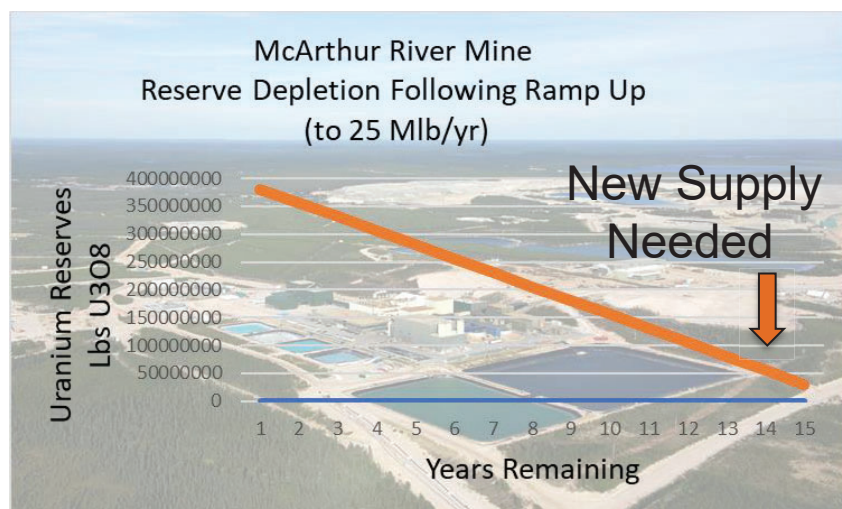 McArthur River Mine
Reserve Depletion Following Ramp Up
(to 25 Mlb/yr)
New Supply
Needed
Uranium Reserves
Lbs U3O8
400000000
350000000
300000000
250000000
200000000
150000000
100000000
50000000
0
1 2 3 4 5 6 7 8 9 10 11 12 13 14 15
Years Remaining